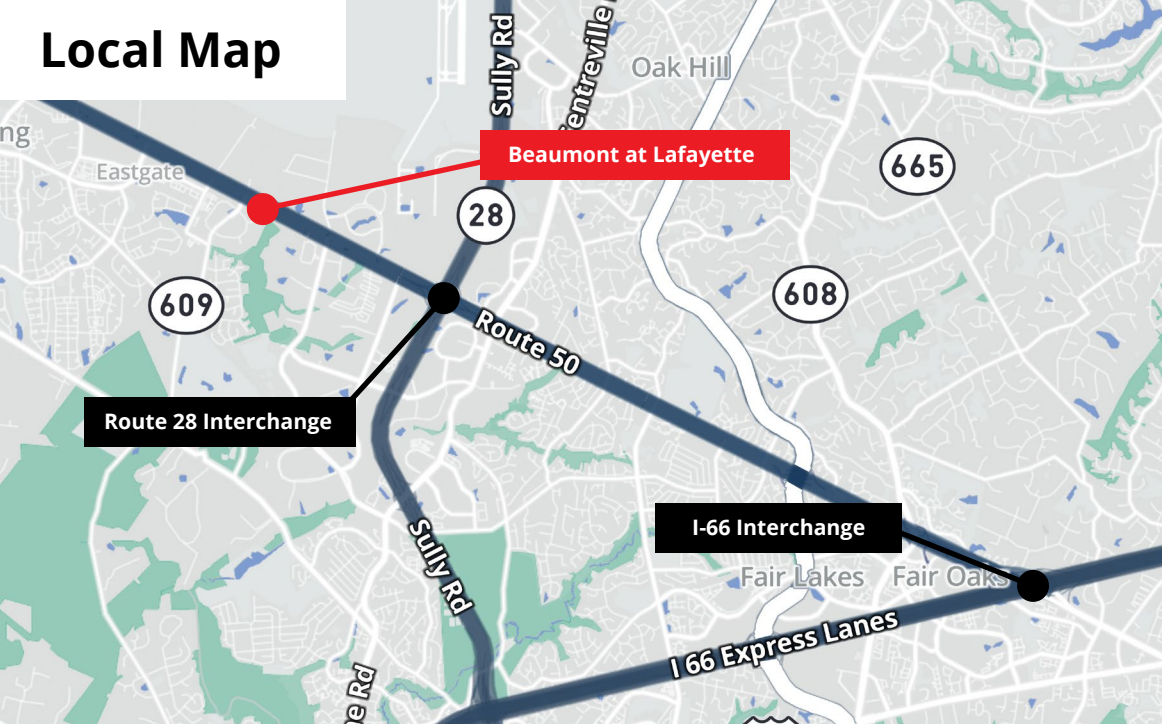 Local Map
Sully Rd
Oak Hill
Beaumont at Lafayette
Eastgate
665
28
609
608
Route 50
Route 28 Interchange
I-66 Interchange
Sully Rd
Fair Lakes
Fair Oaks
I 66 Express Lanes
Rd